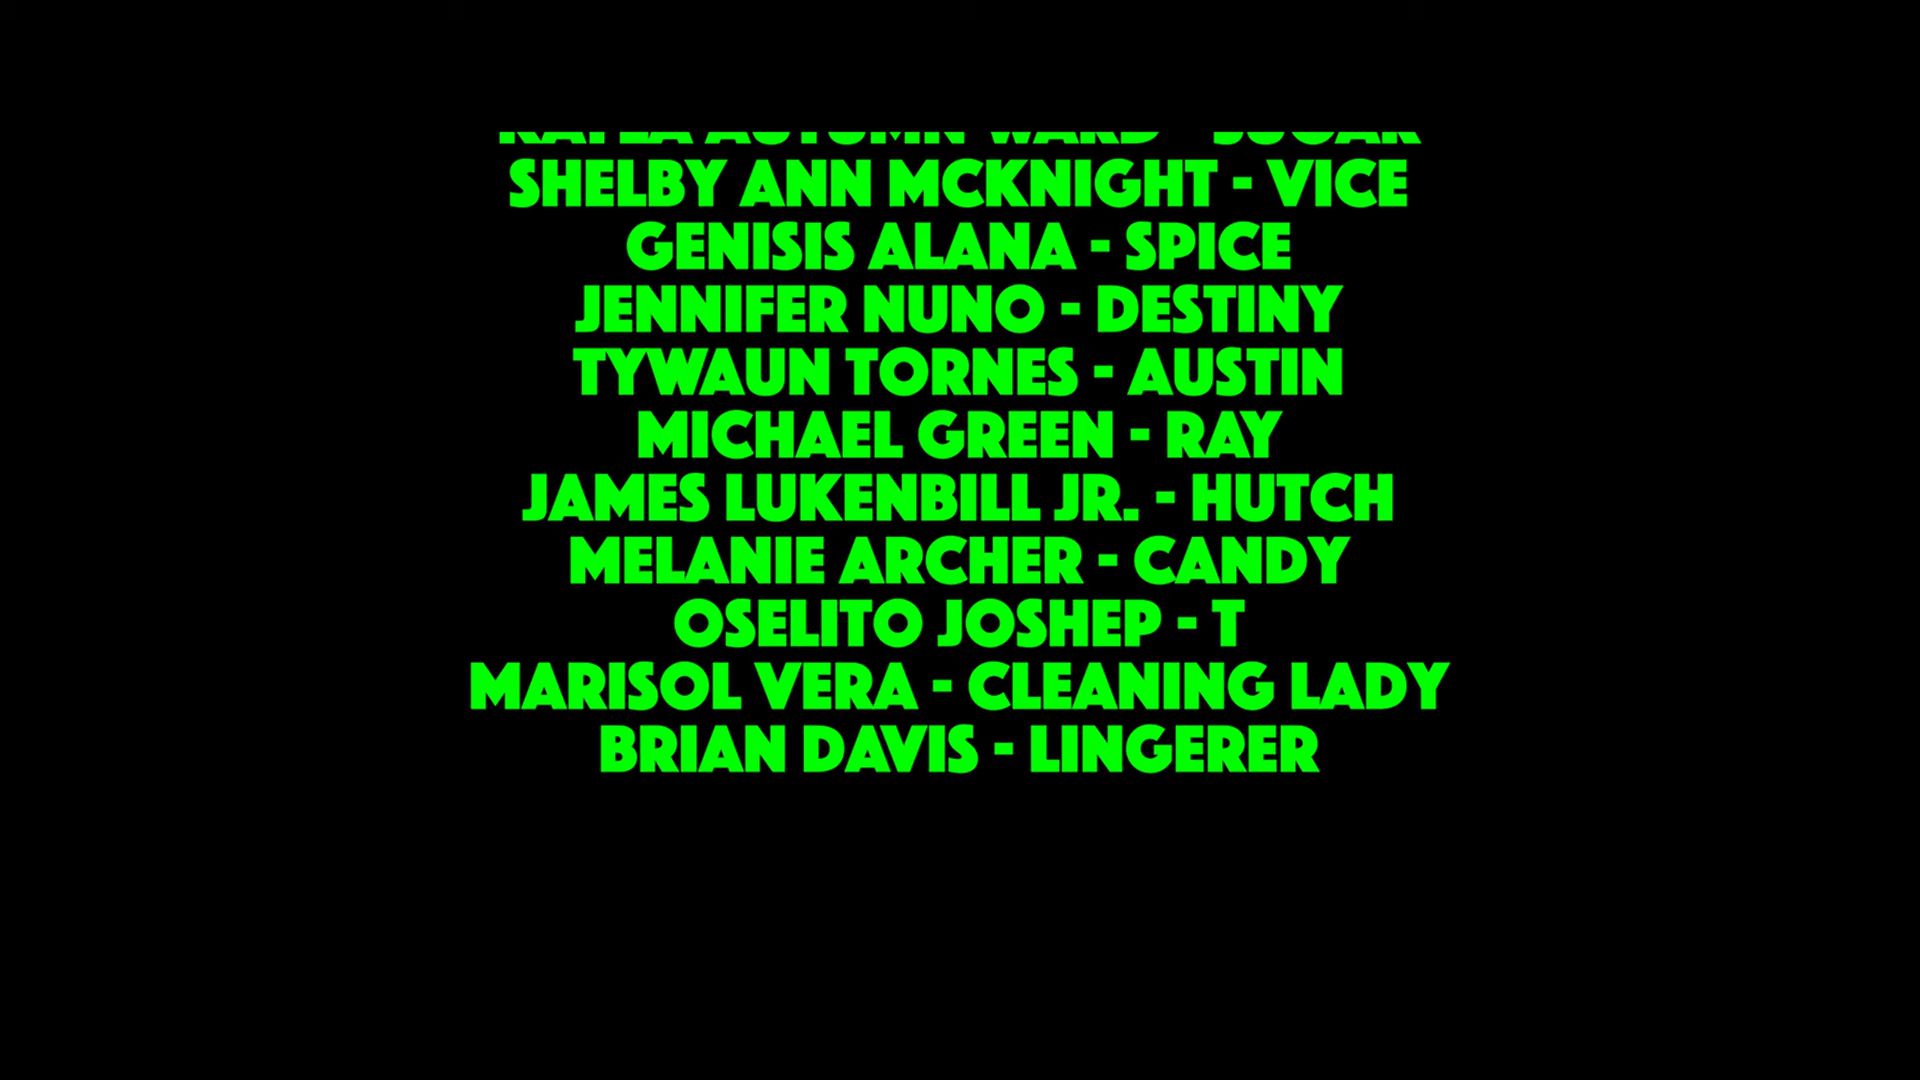 SHELBY ANN MCKNIGHT - VICE
GENISIS ALANA - SPICE
JENNIFER NUNO - DESTINY
TYWAUN TORNES - AUSTIN
MICHAEL GREEN - RAY
JAMES LUKENBILL JR. - HUTCH
MELANIE ARCHER - CANDY
OSELITO JOSHEP - T
MARISOL VERA - CLEANING LADY
BRIAN DAVIS - LINGERER